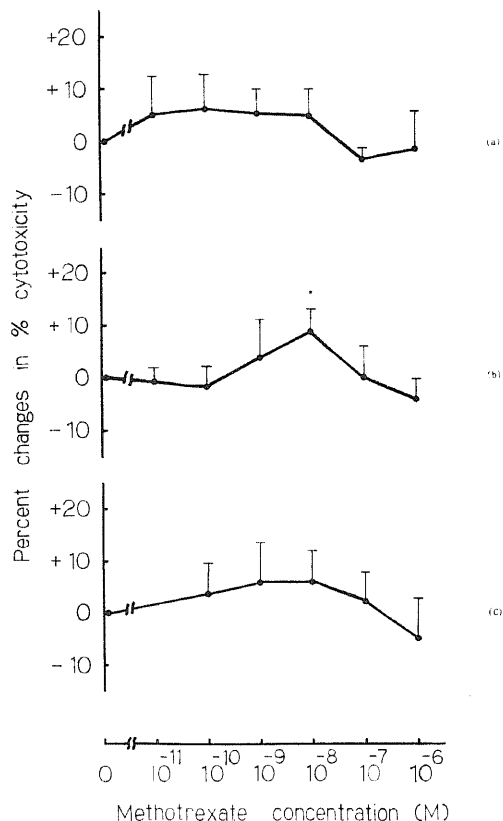 +20
+10
0
-10
(a)
+20
+10
0
-10
(b)
+20
+10
0
-10
(c)
Percent changes in % cytotoxicity
0 10⁻¹¹ 10⁻¹⁰ 10⁻⁹ 10⁻⁸ 10⁻⁷ 10⁻⁶
Methotrexate concentration (M)